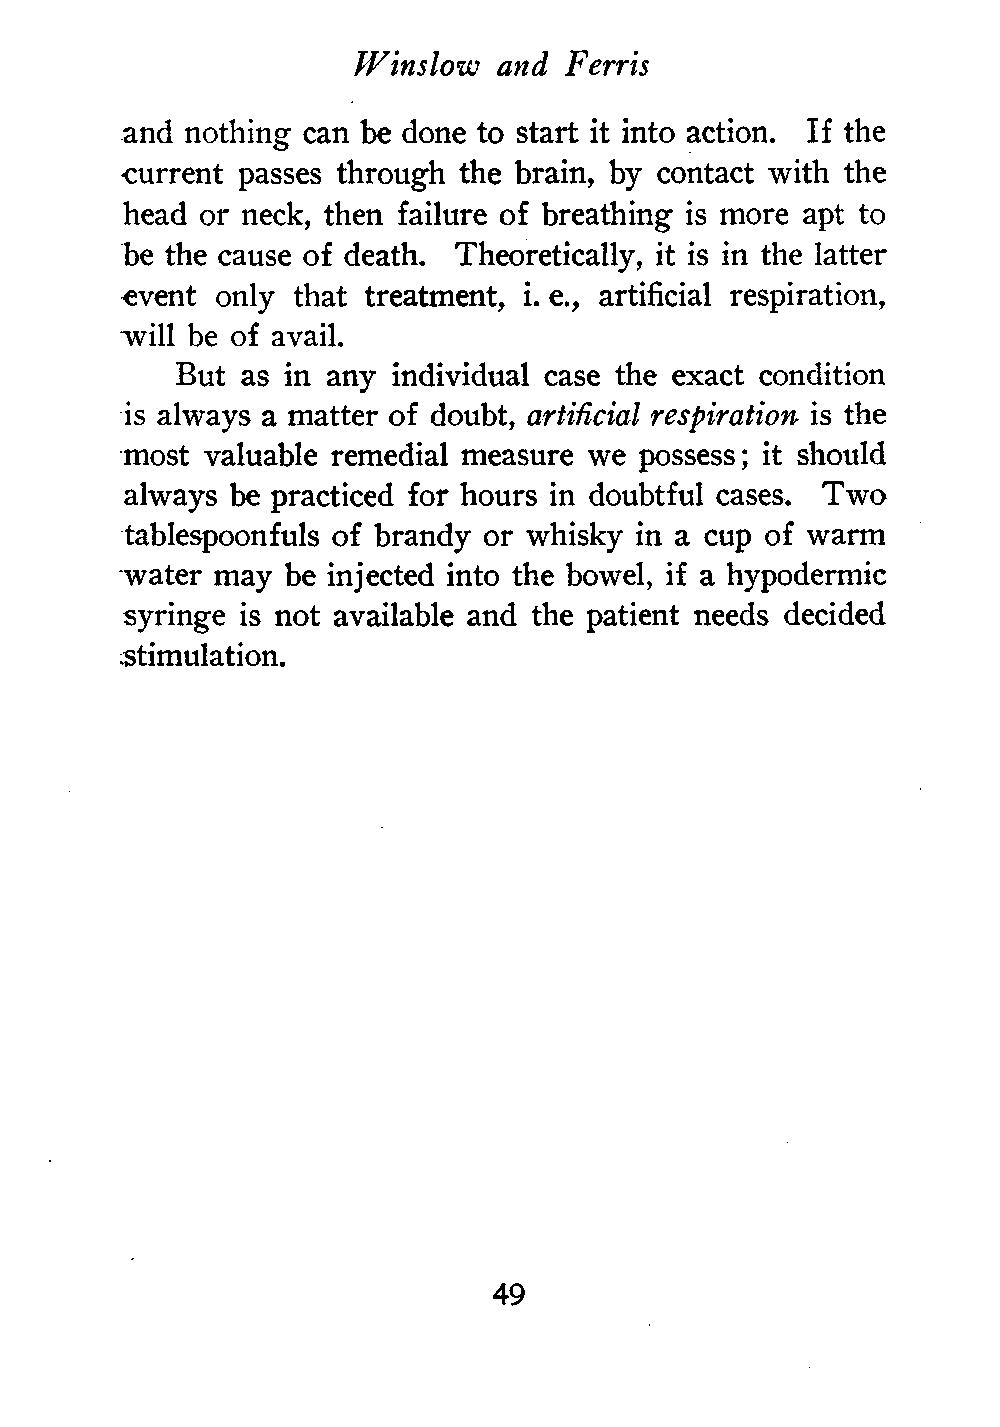 Winslow and Ferris
and nothing can be done to start it into action. If the
current passes through the brain, by contact with the
head or neck, then failure of breathing is more apt to
be the cause of death. Theoretically, it is in the latter
event only that treatment, i. e., artificial respiration,
will be of avail.
But as in any individual case the exact condition
is always a matter of doubt, artificial respiration is the
most valuable remedial measure we possess; it should
always be practiced for hours in doubtful cases. Two
tablespoonfuls of brandy or whisky in a cup of warm
water may be injected into the bowel, if a hypodermic
syringe is not available and the patient needs decided
stimulation.
49